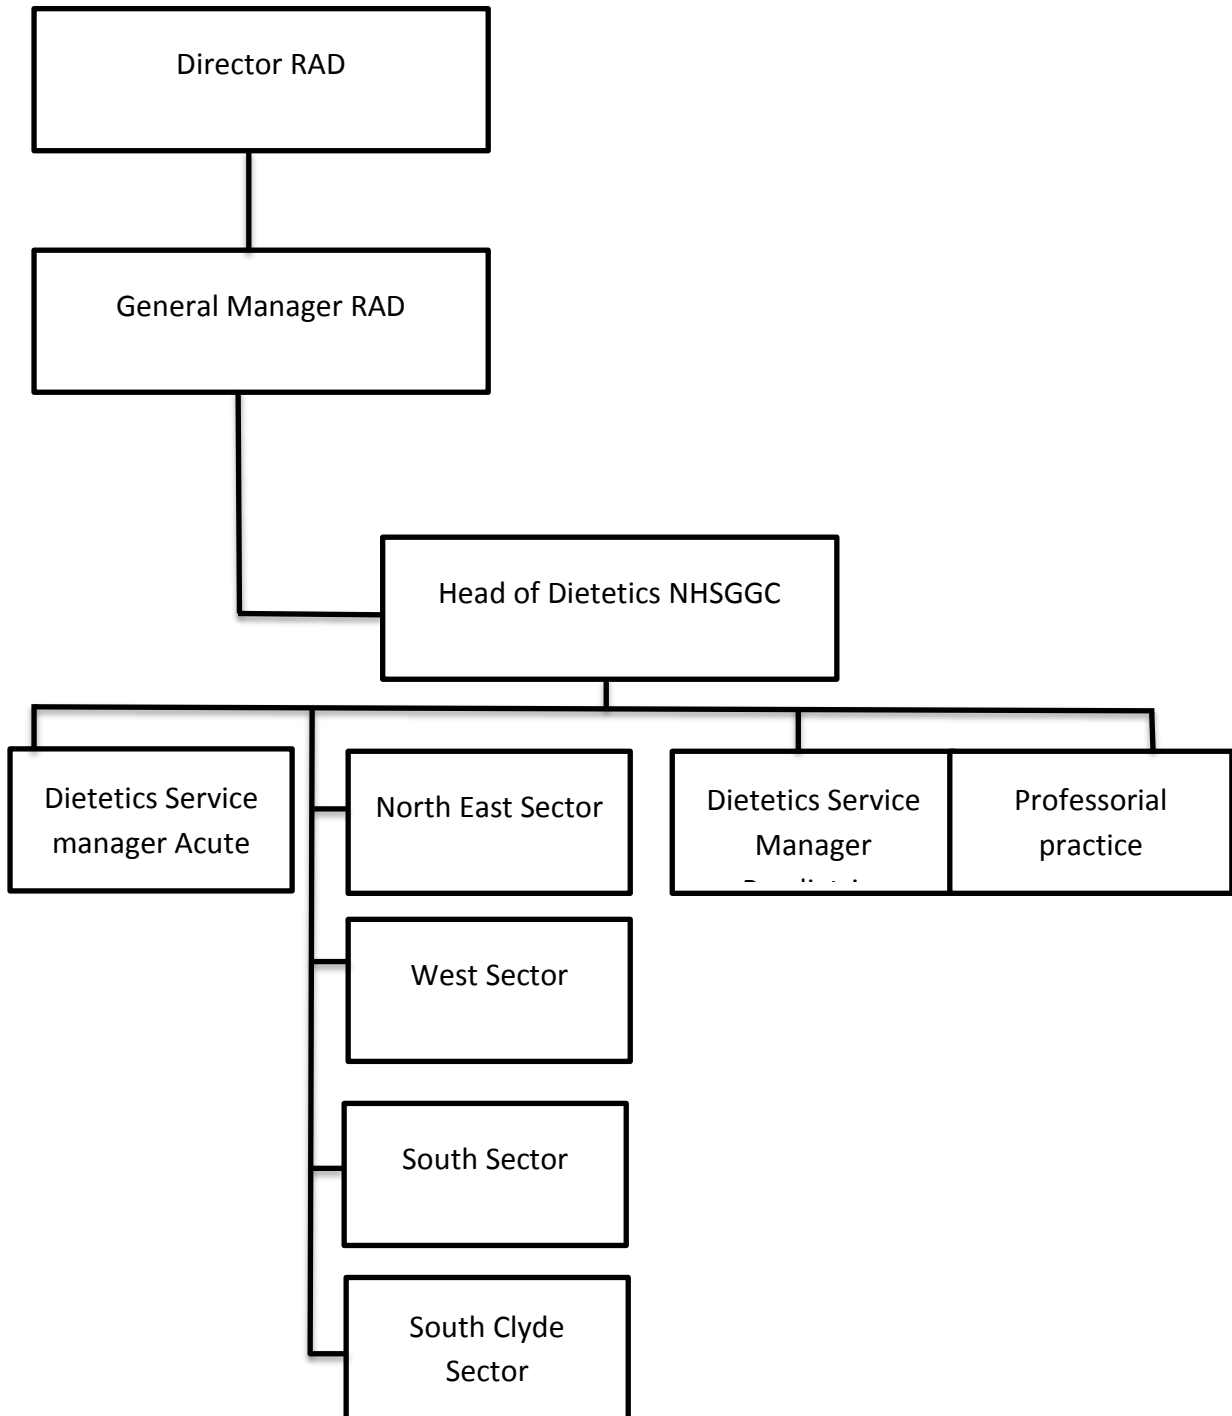 Director RAD
General Manager RAD
Head of Dietetics NHSGGC
Dietetics Service
manager Acute
North East Sector
Dietetics Service
Manager
Professorial
practice
West Sector
South Sector
South Clyde
Sector